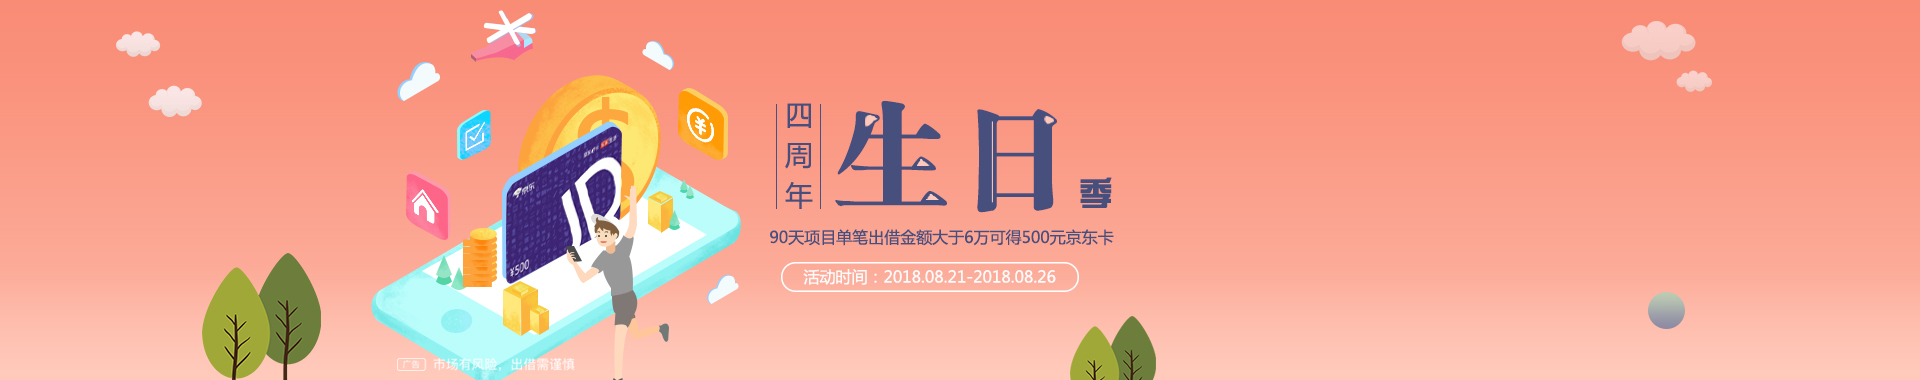 四周年
生日季
90天项目单笔出借金额大于6万可得500元京东卡
活动时间：2018.08.21-2018.08.26
京东
JD
¥500
广告 市场有风险，出借需谨慎